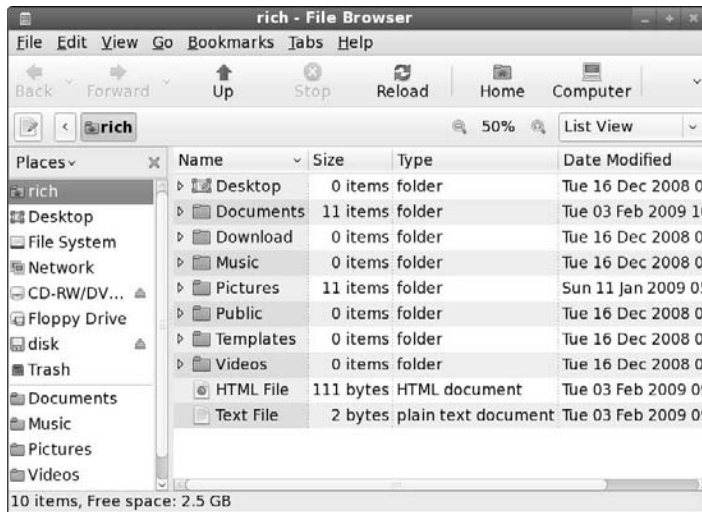 rich - File Browser
File Edit View Go Bookmarks Tabs Help
Back Forward Up Stop Reload Home Computer
rich 50% List View
Places Name Size Type Date Modified
rich Desktop 0 items folder Tue 16 Dec 2008 0
Desktop Documents 11 items folder Tue 03 Feb 2009 1
File System Download 0 items folder Tue 16 Dec 2008 0
Network Music 0 items folder Tue 16 Dec 2008 0
CD-RW/DV... Pictures 11 items folder Sun 11 Jan 2009 0
Floppy Drive Public 0 items folder Tue 16 Dec 2008 0
disk Templates 0 items folder Tue 16 Dec 2008 0
Trash Videos 0 items folder Tue 16 Dec 2008 0
Documents HTML File 111 bytes HTML document Tue 03 Feb 2009 0
Music Text File 2 bytes plain text document Tue 03 Feb 2009 0
Pictures
Videos
10 items, Free space: 2.5 GB